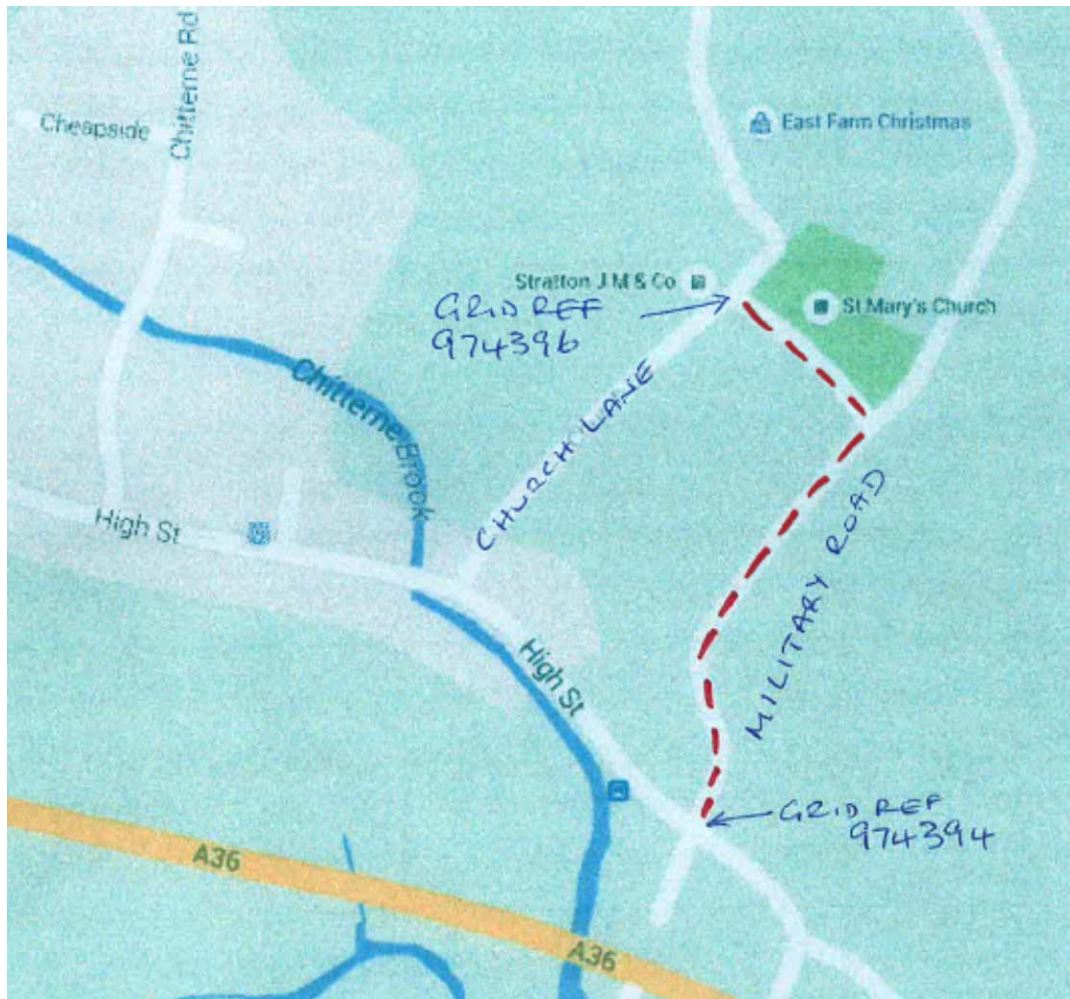 Chitterne Rd
Cheapside
East Farm Christmas
Stratton J M & Co
GRID REF
974396
St Mary's Church
Chitterne Brook
CHURCH LANE
High St
MILITARY ROAD
High St
GRID REF
974394
A36
A36